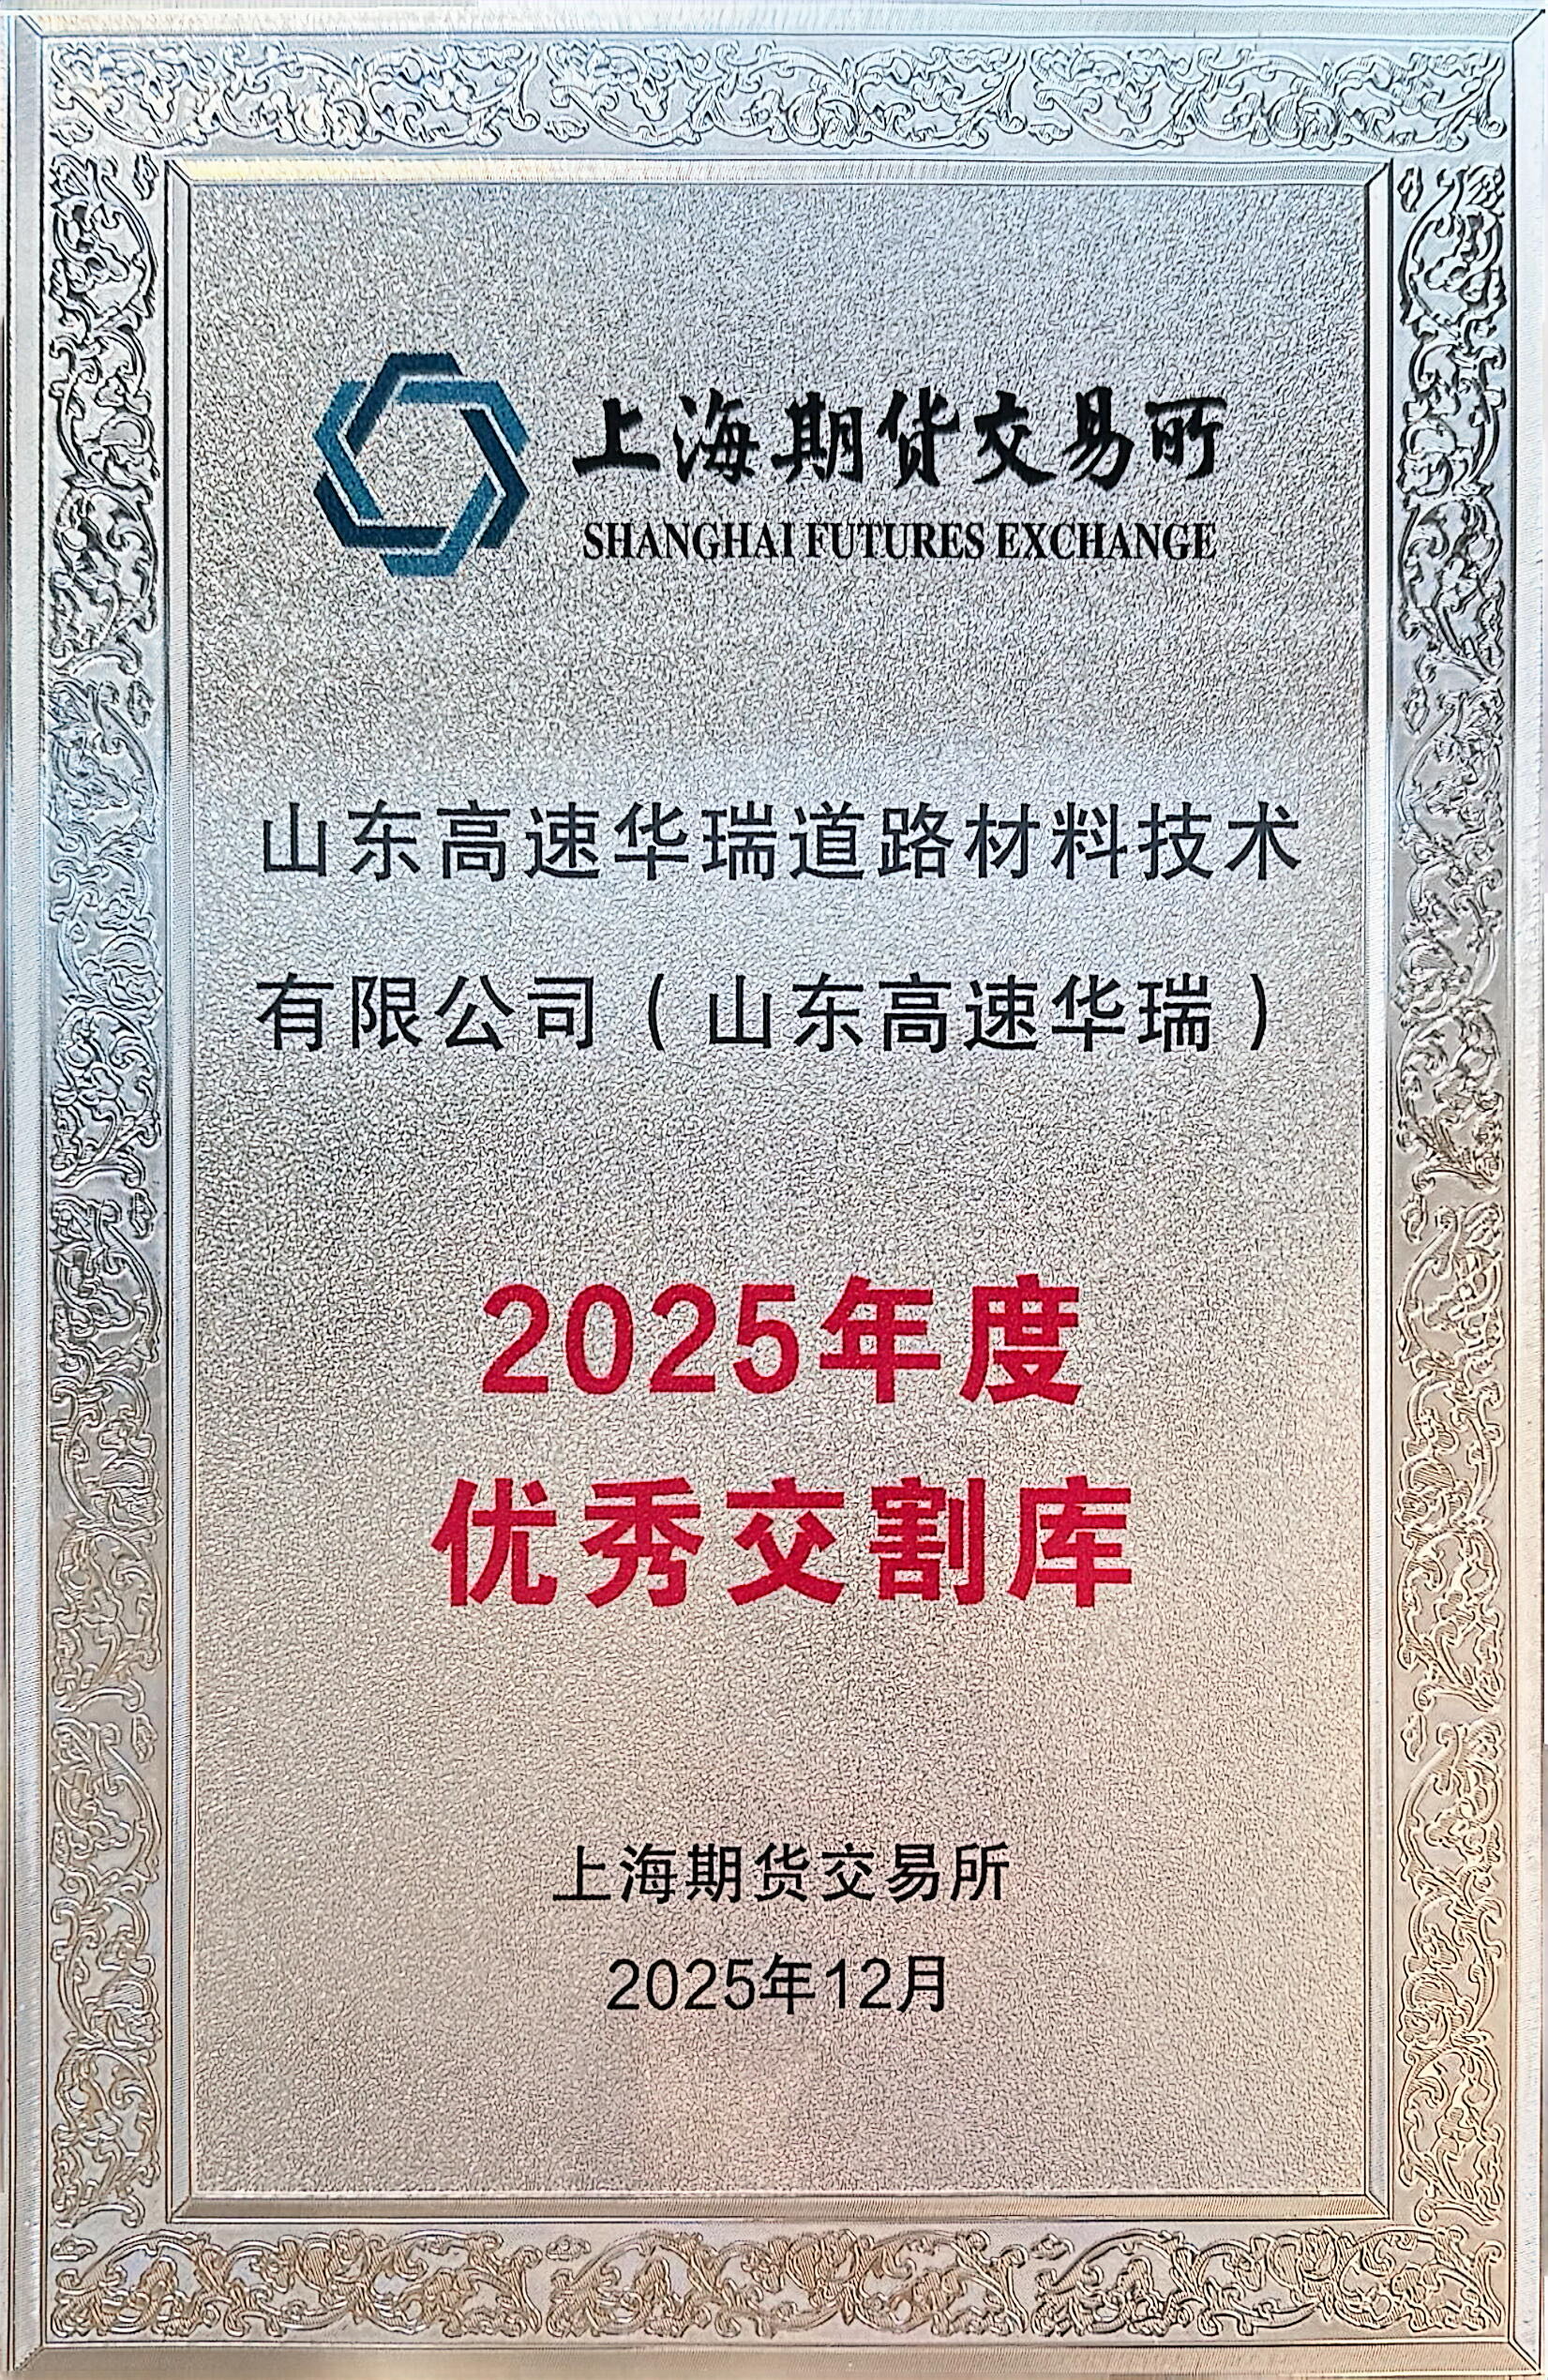 上海期货交易所
SHANGHAI FUTURES EXCHANGE
山东高速华瑞道路材料技术
有限公司（山东高速华瑞）
2025年度
优秀交割库
上海期货交易所
2025年12月